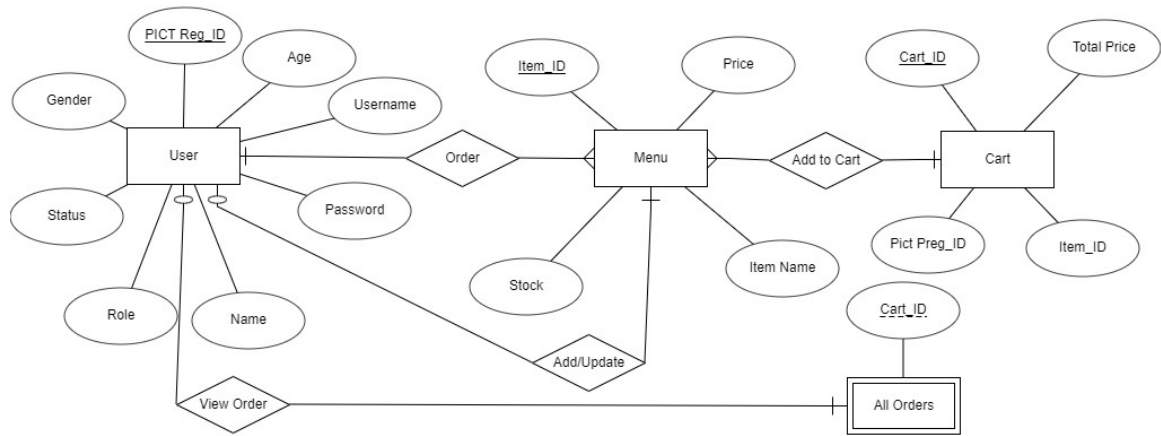 PICT Reg_ID
Age
Gender
Username
User
Status
Password
Role
Name
Order
Item_ID
Price
Menu
Stock
Item Name
Add to Cart
Cart_ID
Total Price
Cart
Pict Preg_ID
Item_ID
Add/Update
View Order
Cart_ID
All Orders